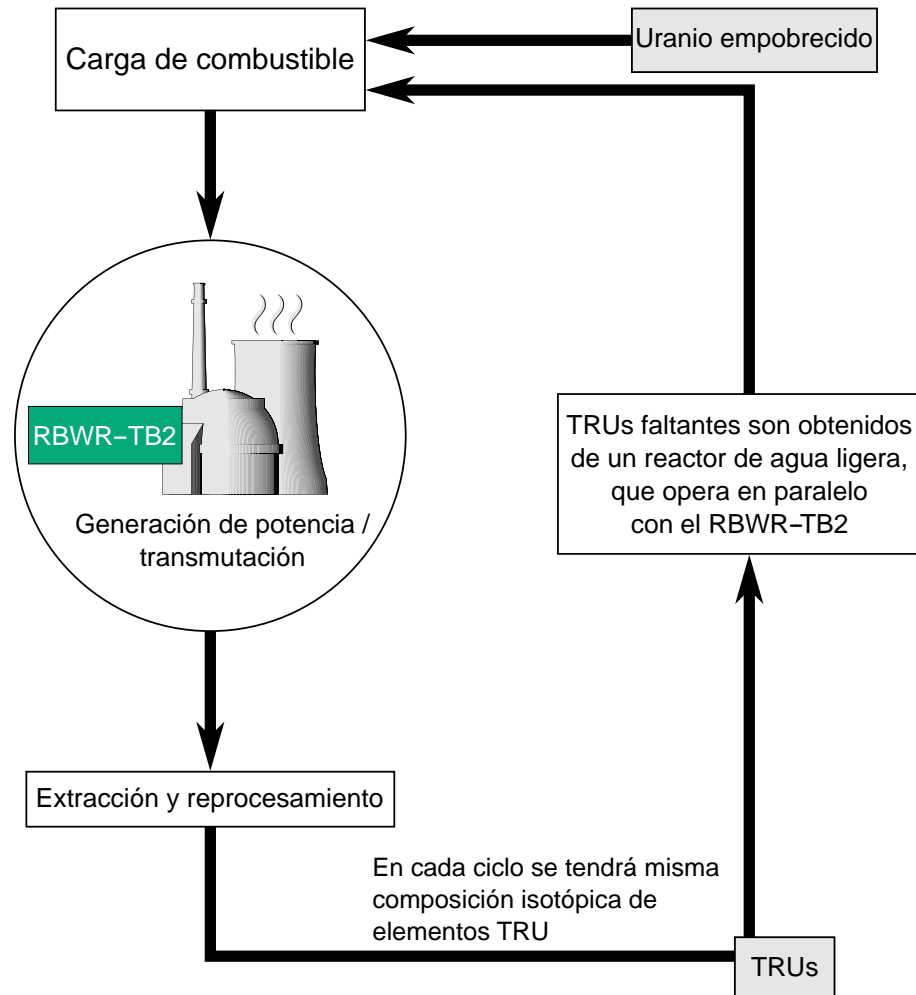 Uranio empobrecido
Carga de combustible
RBWR–TB2
Generación de potencia /
transmutación
TRUs faltantes son obtenidos
de un reactor de agua ligera,
que opera en paralelo
con el RBWR–TB2
Extracción y reprocesamiento
En cada ciclo se tendrá misma
composición isotópica de
elementos TRU
TRUs